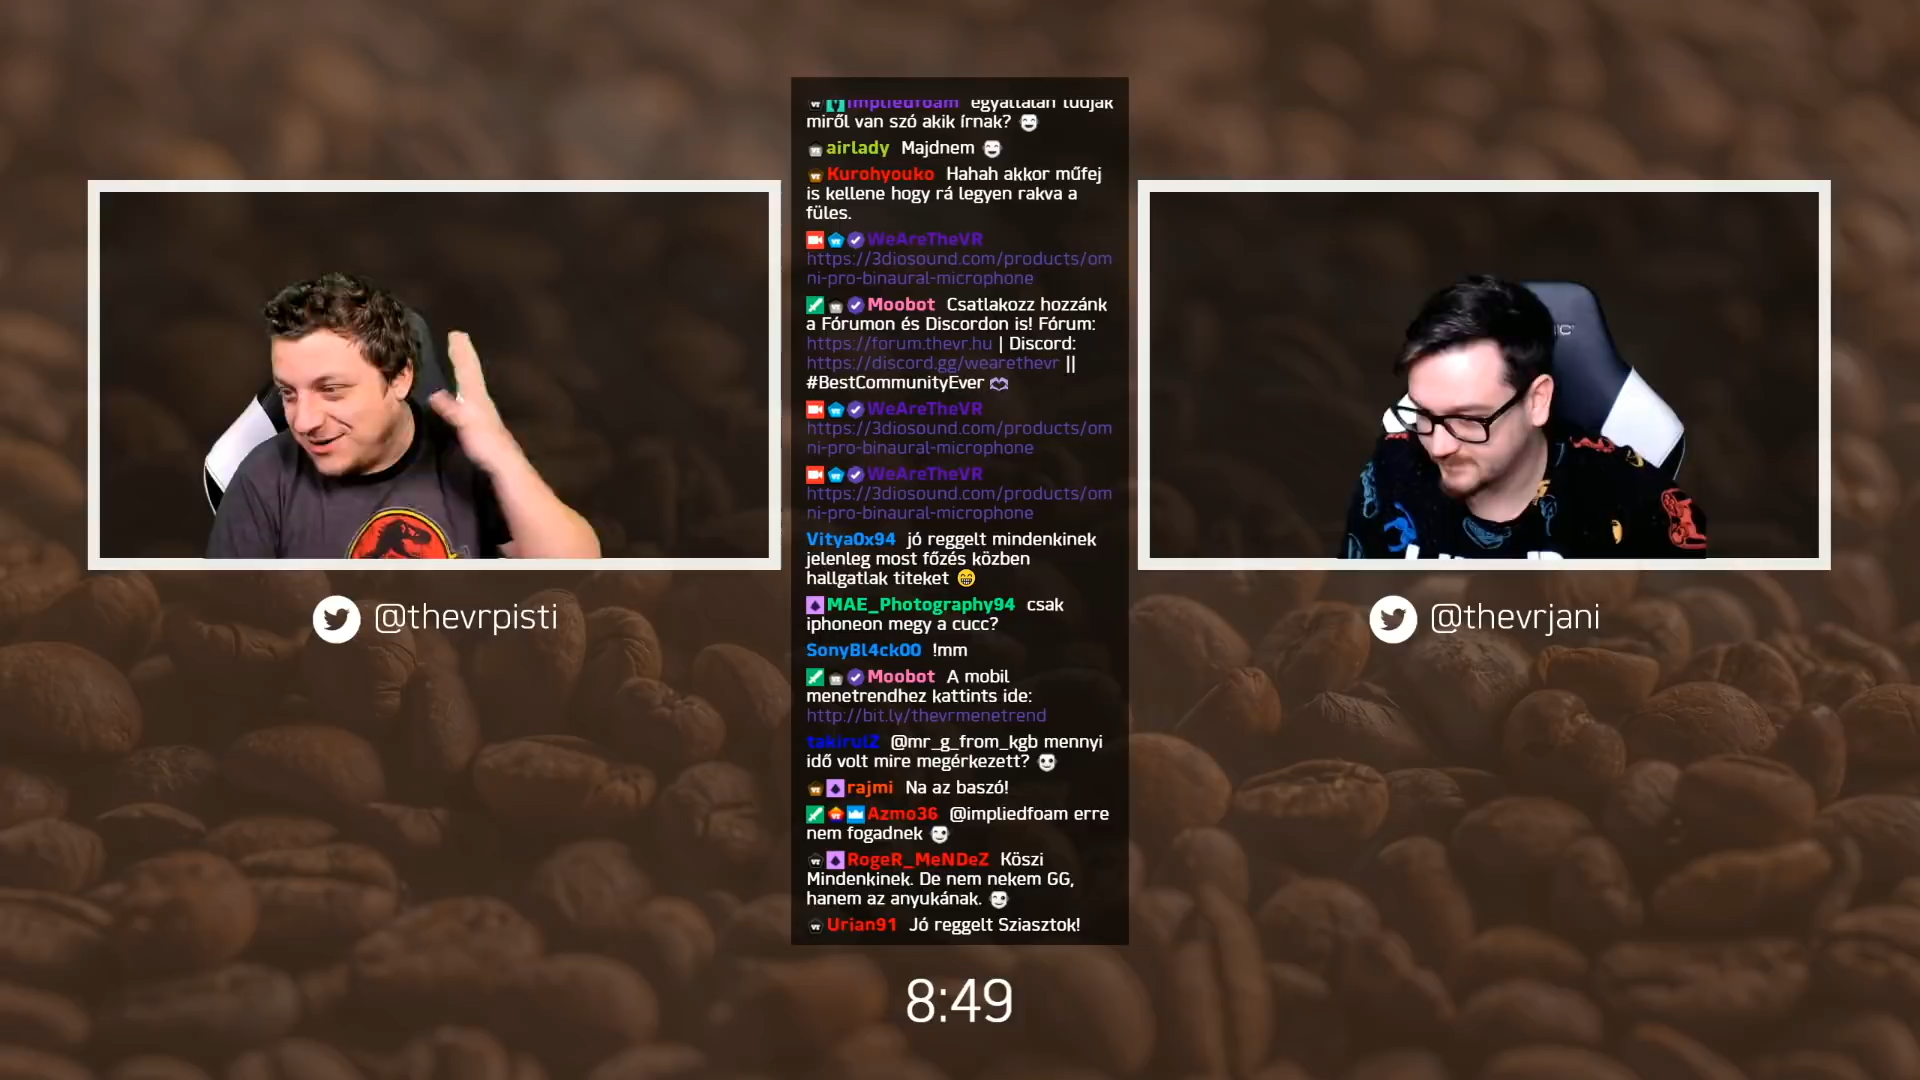 impliedfoam egyáltalán tudják
miről van szó akik írnak?
airlady Majdnem
Kurohyouko Hahah akkor műfej
is kellene hogy rá legyen rakva a
füles.
WeAreTheVR
https://3diosound.com/products/om
ni-pro-binaural-microphone
Moobot Csatlakozz hozzánk
a Fórumon és Discordon is! Fórum:
https://forum.thevr.hu | Discord:
https://discord.gg/wearethevr ||
#BestCommunityEver
WeAreTheVR
https://3diosound.com/products/om
ni-pro-binaural-microphone
WeAreTheVR
https://3diosound.com/products/om
ni-pro-binaural-microphone
Vitya0x94 jó reggelt mindenkinek
jelenleg most főzés közben
hallgatlak titeket
MAE_Photography94 csak
iphoneon megy a cucc?
SonyBl4ck00 !mm
Moobot A mobil
menetrendhez kattints ide:
http://bit.ly/thevrmenetrend
takirulZ @mr_g_from_kgb mennyi
idő volt mire megérkezett?
rajmi Na az baszó!
Azmo36 @impliedfoam erre
nem fogadnek
RogeR_MeNDeZ Köszi
Mindenkinek. De nem nekem GG,
hanem az anyukának.
Urian91 Jó reggelt Sziasztok!
@thevrpisti
@thevrjani
8:49